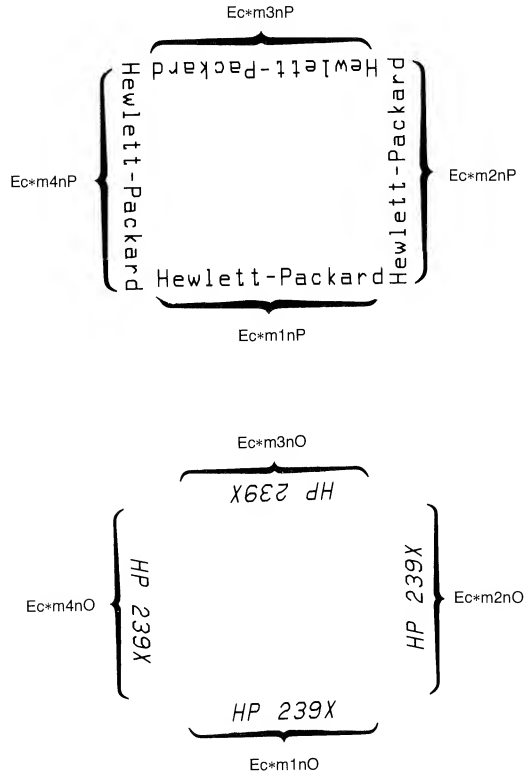 Ec*m3nP
Hewlett-Packard
Hewlett-Packard
Hewlett-Packard
Ec*m4nP
Ec*m2nP
Hewlett-Packard
Ec*m1nP
Ec*m3nO
HP 239X
HP 239X
HP 239X
Ec*m4nO
Ec*m2nO
HP 239X
Ec*m1nO